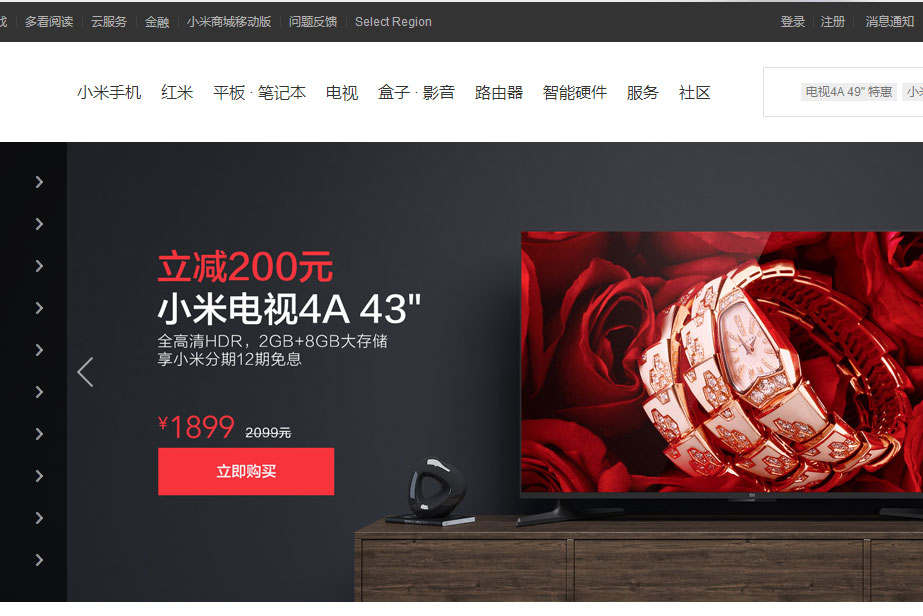 多看阅读 云服务 金融 小米商城移动版 问题反馈 Select Region 登录 注册 消息通知
小米手机 红米 平板 · 笔记本 电视 盒子 · 影音 路由器 智能硬件 服务 社区 电视4A 49" 特惠 小
立减200元
小米电视4A 43"
全高清HDR，2GB+8GB大存储
享小米分期12期免息
¥1899 2099元
立即购买